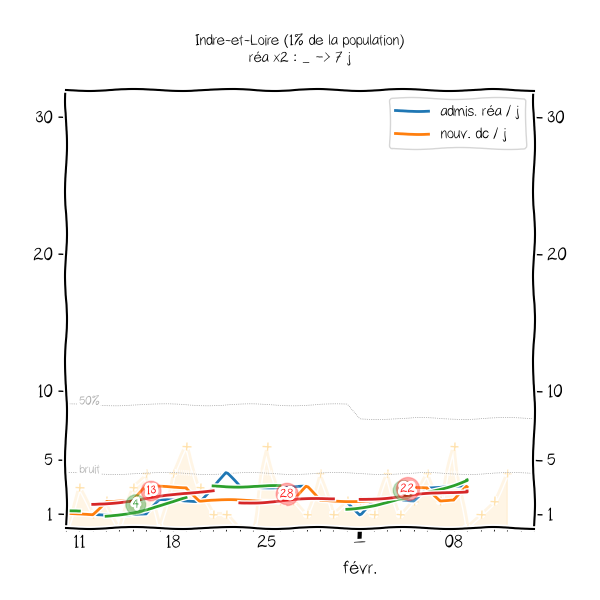 Indre-et-Loire (1% de la population)
réa x2 : _ -> 7 j
admis. réa / j
nouv. dc / j
30 30
20 20
10 10
50%
5 5
bruit
1 1
4 13 28 22
11 18 25 1 08
févr.